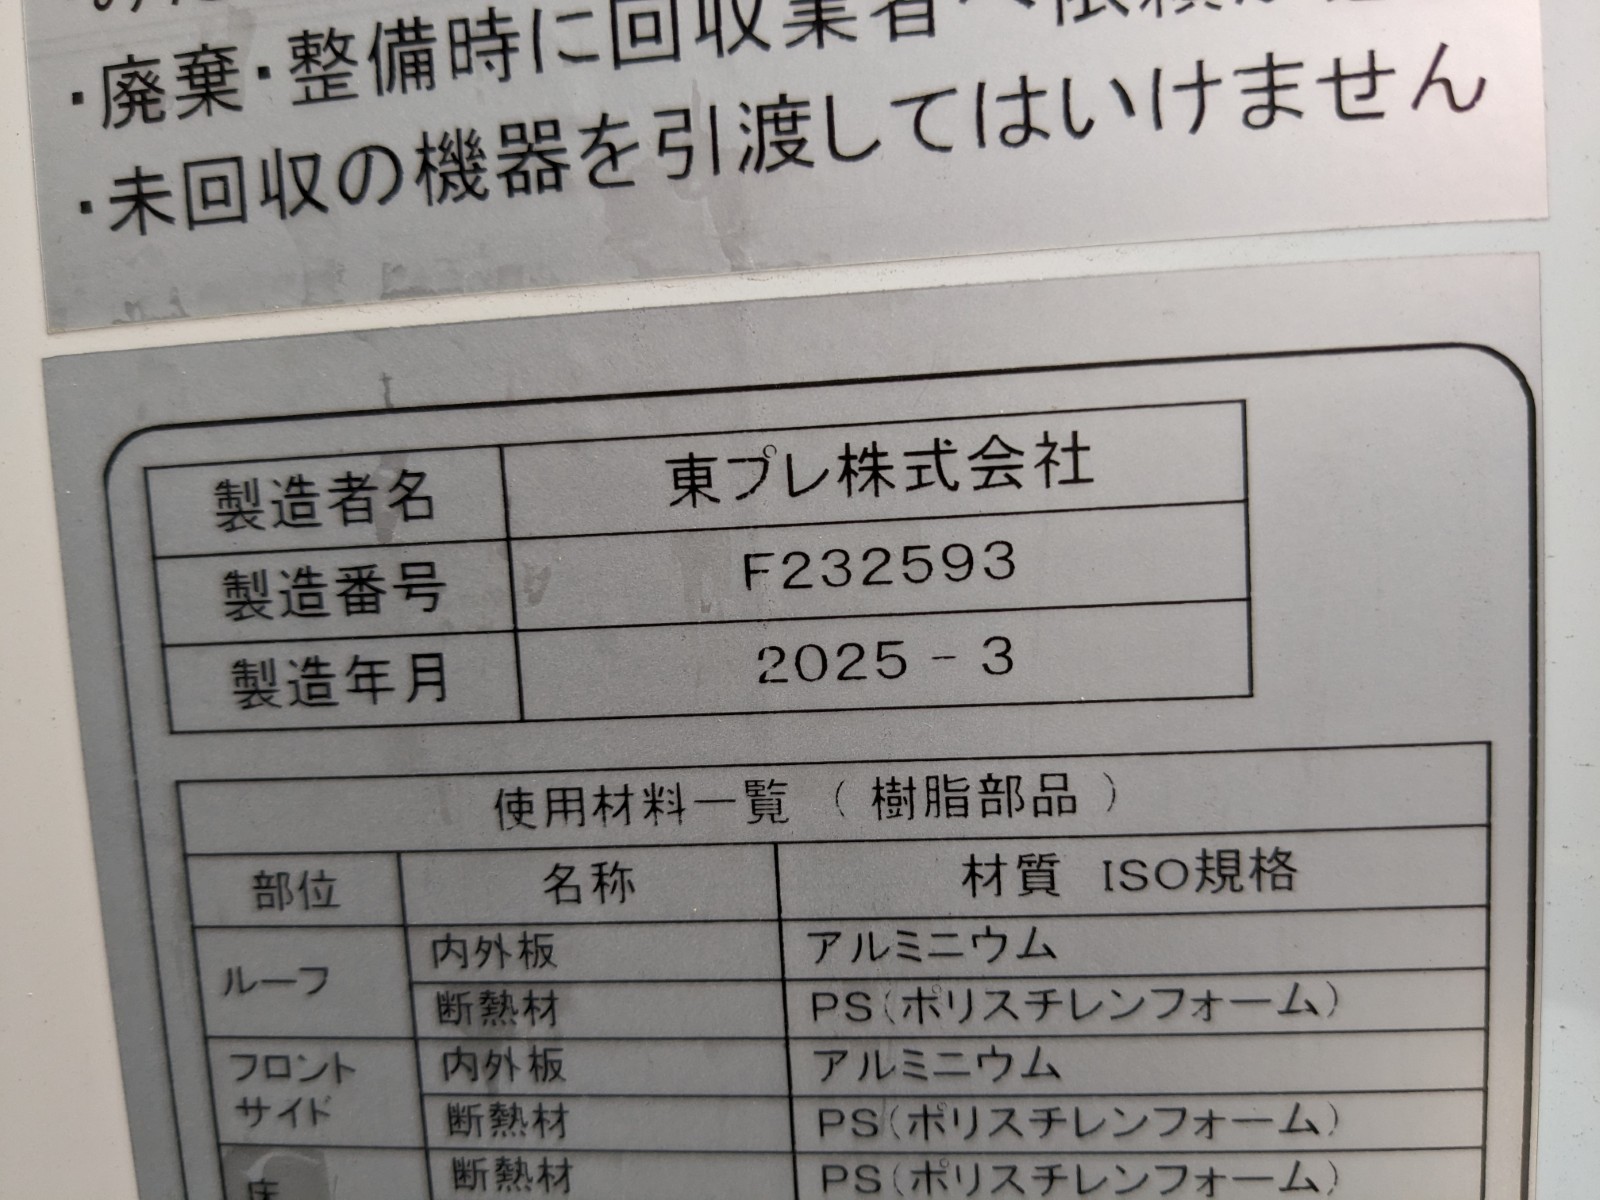 ・廃棄・整備時に回収業者へ依頼が
・未回収の機器を引渡してはいけません
製造者名 東プレ株式会社
製造番号 F232593
製造年月 2025-3
使用材料一覧（樹脂部品）
部位 名称 材質 ISO規格
ルーフ 内外板 アルミニウム
断熱材 PS(ポリスチレンフォーム)
フロントサイド 内外板 アルミニウム
断熱材 PS(ポリスチレンフォーム)
床 断熱材 PS(ポリスチレンフォーム)